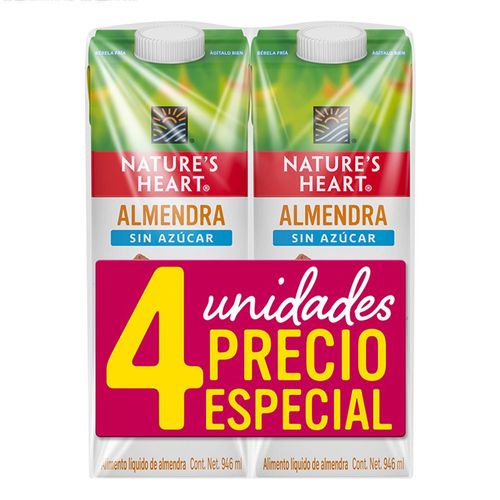 BÉBELA FRÍA AGÍTALO BIEN
BÉBELA FRÍA AGÍTALO BIEN
NATURE'S
HEART®
ALMENDRA
SIN AZÚCAR
NATURE'S
HEART®
ALMENDRA
SIN AZÚCAR
4 unidades
PRECIO
ESPECIAL
Alimento líquido de almendra Cont. Net. 946 ml
Alimento líquido de almendra Cont. Net. 946 ml